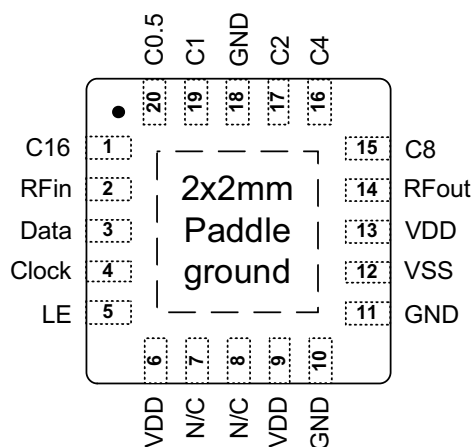 C0.5 C1 GND C2 C4
20 19 18 17 16
C16 1 15 C8
RFin 2 14 RFout
Data 3 13 VDD
Clock 4 12 VSS
LE 5 11 GND
2x2mm
Paddle
ground
6 7 8 9 10
VDD N/C N/C VDD GND